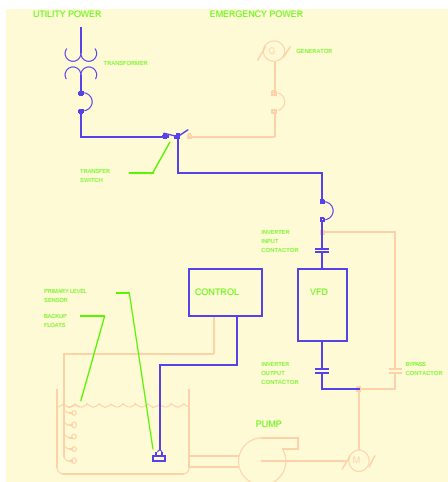 UTILITY POWER
EMERGENCY POWER
G
GENERATOR
TRANSFORMER
TRANSFER
SWITCH
INVERTER
INPUT
CONTACTOR
PRIMARY LEVEL
SENSOR
BACKUP
FLOATS
CONTROL
VFD
INVERTER
OUTPUT
CONTACTOR
BYPASS
CONTACTOR
PUMP
M